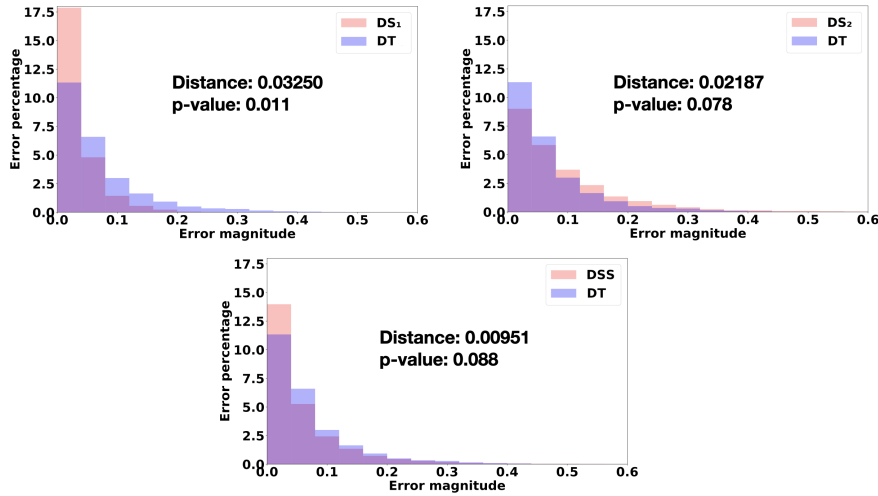 17.5
15.0
12.5
10.0
7.5
5.0
2.5
0.0
Error percentage
DS₁
DT
Distance: 0.03250
p-value: 0.011
0.0 0.1 0.2 0.3 0.4 0.5 0.6
Error magnitude
17.5
15.0
12.5
10.0
7.5
5.0
2.5
0.0
Error percentage
DS₂
DT
Distance: 0.02187
p-value: 0.078
0.0 0.1 0.2 0.3 0.4 0.5 0.6
Error magnitude
17.5
15.0
12.5
10.0
7.5
5.0
2.5
0.0
Error percentage
DSS
DT
Distance: 0.00951
p-value: 0.088
0.0 0.1 0.2 0.3 0.4 0.5 0.6
Error magnitude